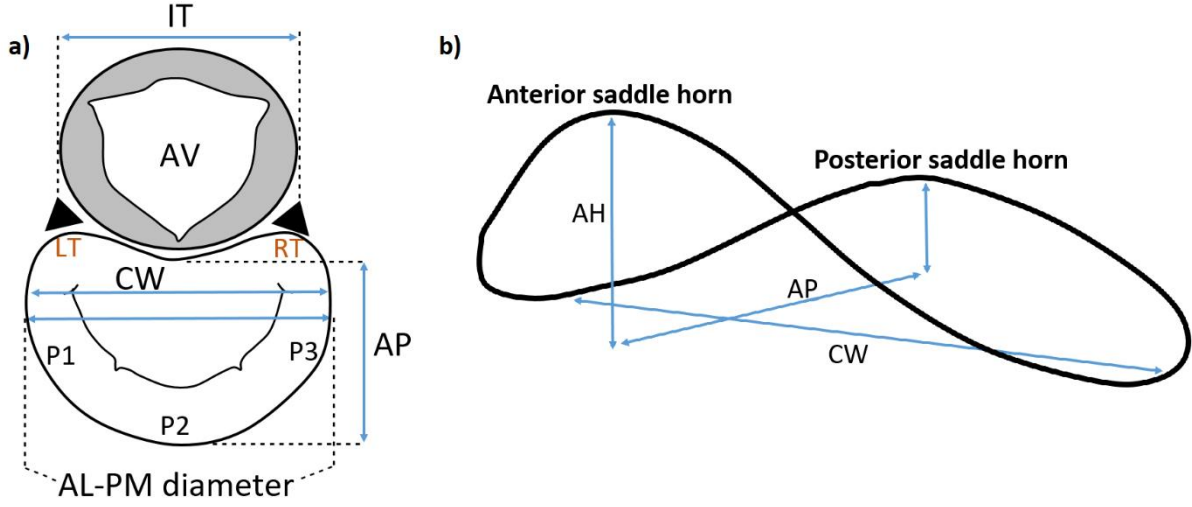 a)
IT
AV
LT
RT
CW
P1
P3
AP
P2
AL-PM diameter
b)
Anterior saddle horn
Posterior saddle horn
AH
AP
CW